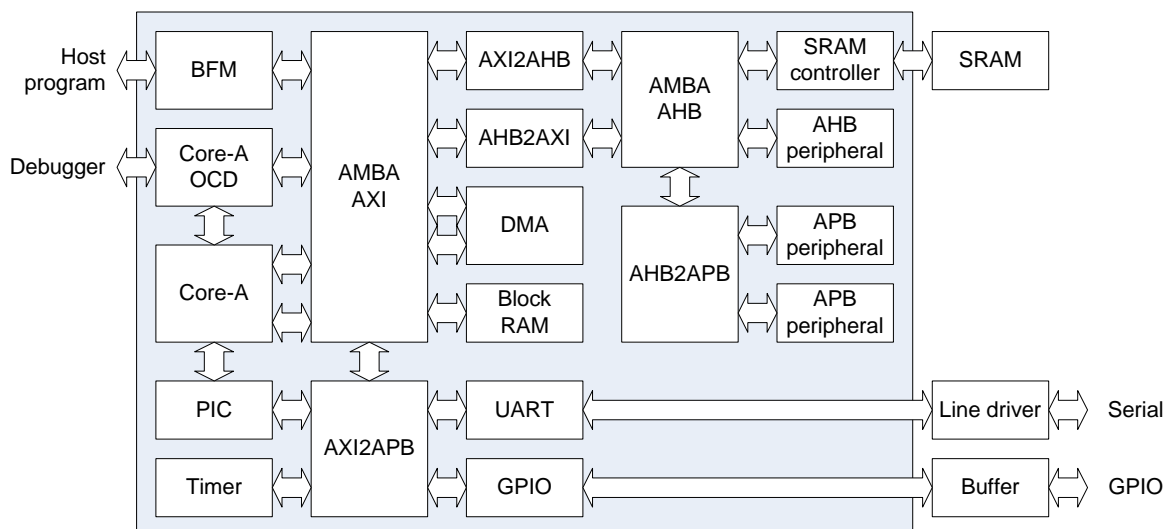 Host
program
BFM
AMBA
AXI
AXI2AHB
AMBA
AHB
SRAM
controller
SRAM
Debugger
Core-A
OCD
AHB2AXI
AHB
peripheral
DMA
AHB2APB
APB
peripheral
Core-A
Block
RAM
APB
peripheral
PIC
AXI2APB
UART
Line driver
Serial
Timer
GPIO
Buffer
GPIO